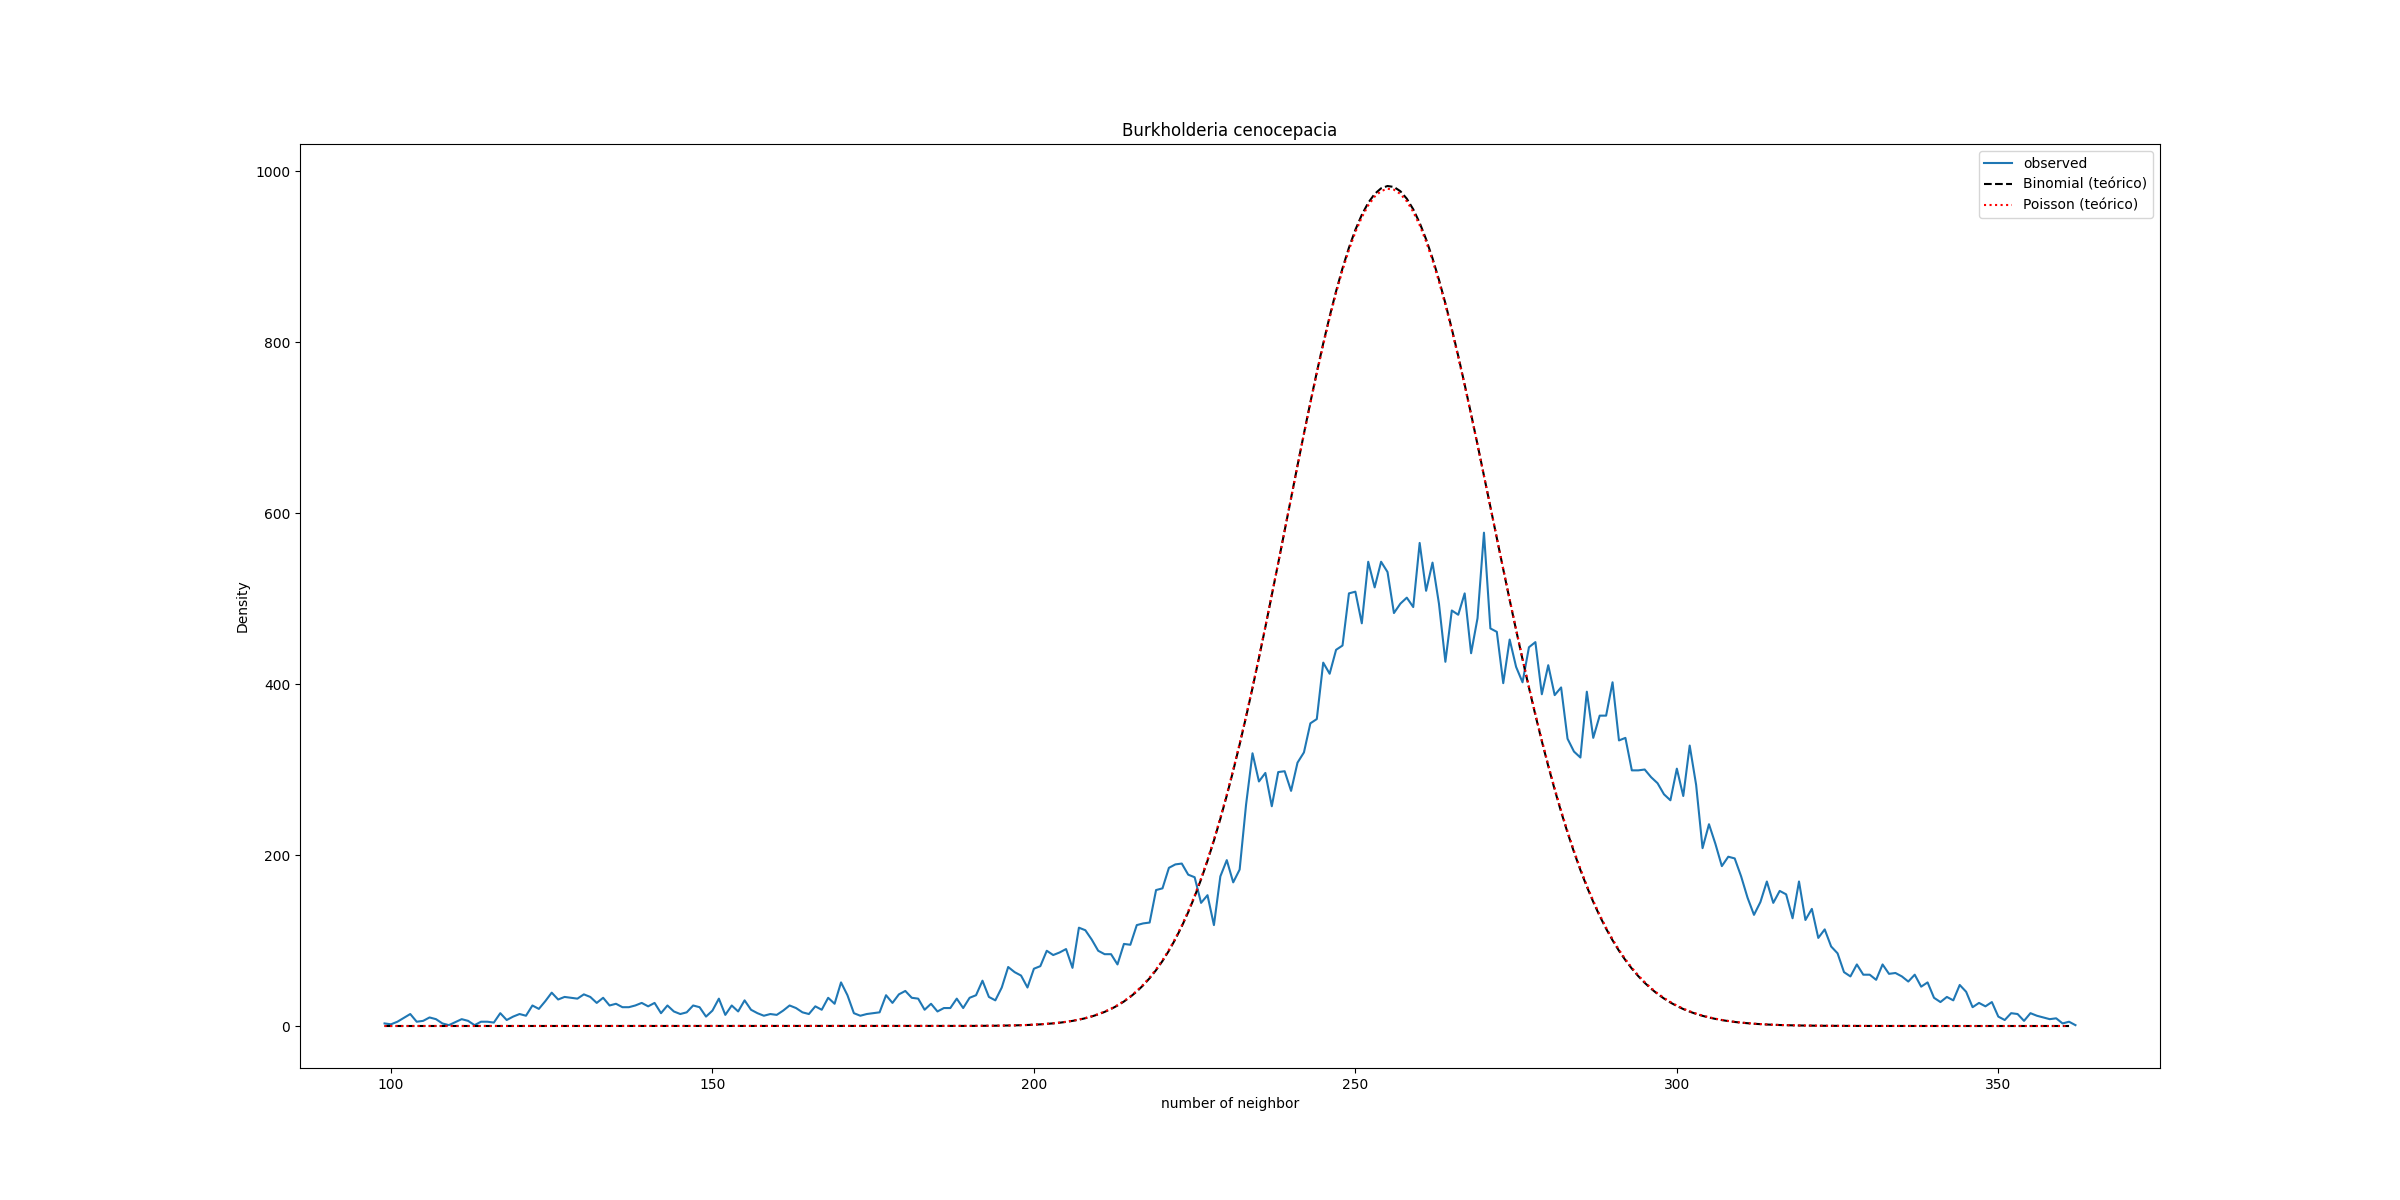 Burkholderia cenocepacia
observed
Binomial (teórico)
Poisson (teórico)
1000
800
600
400
200
0
Density
100
150
200
250
300
350
number of neighbor